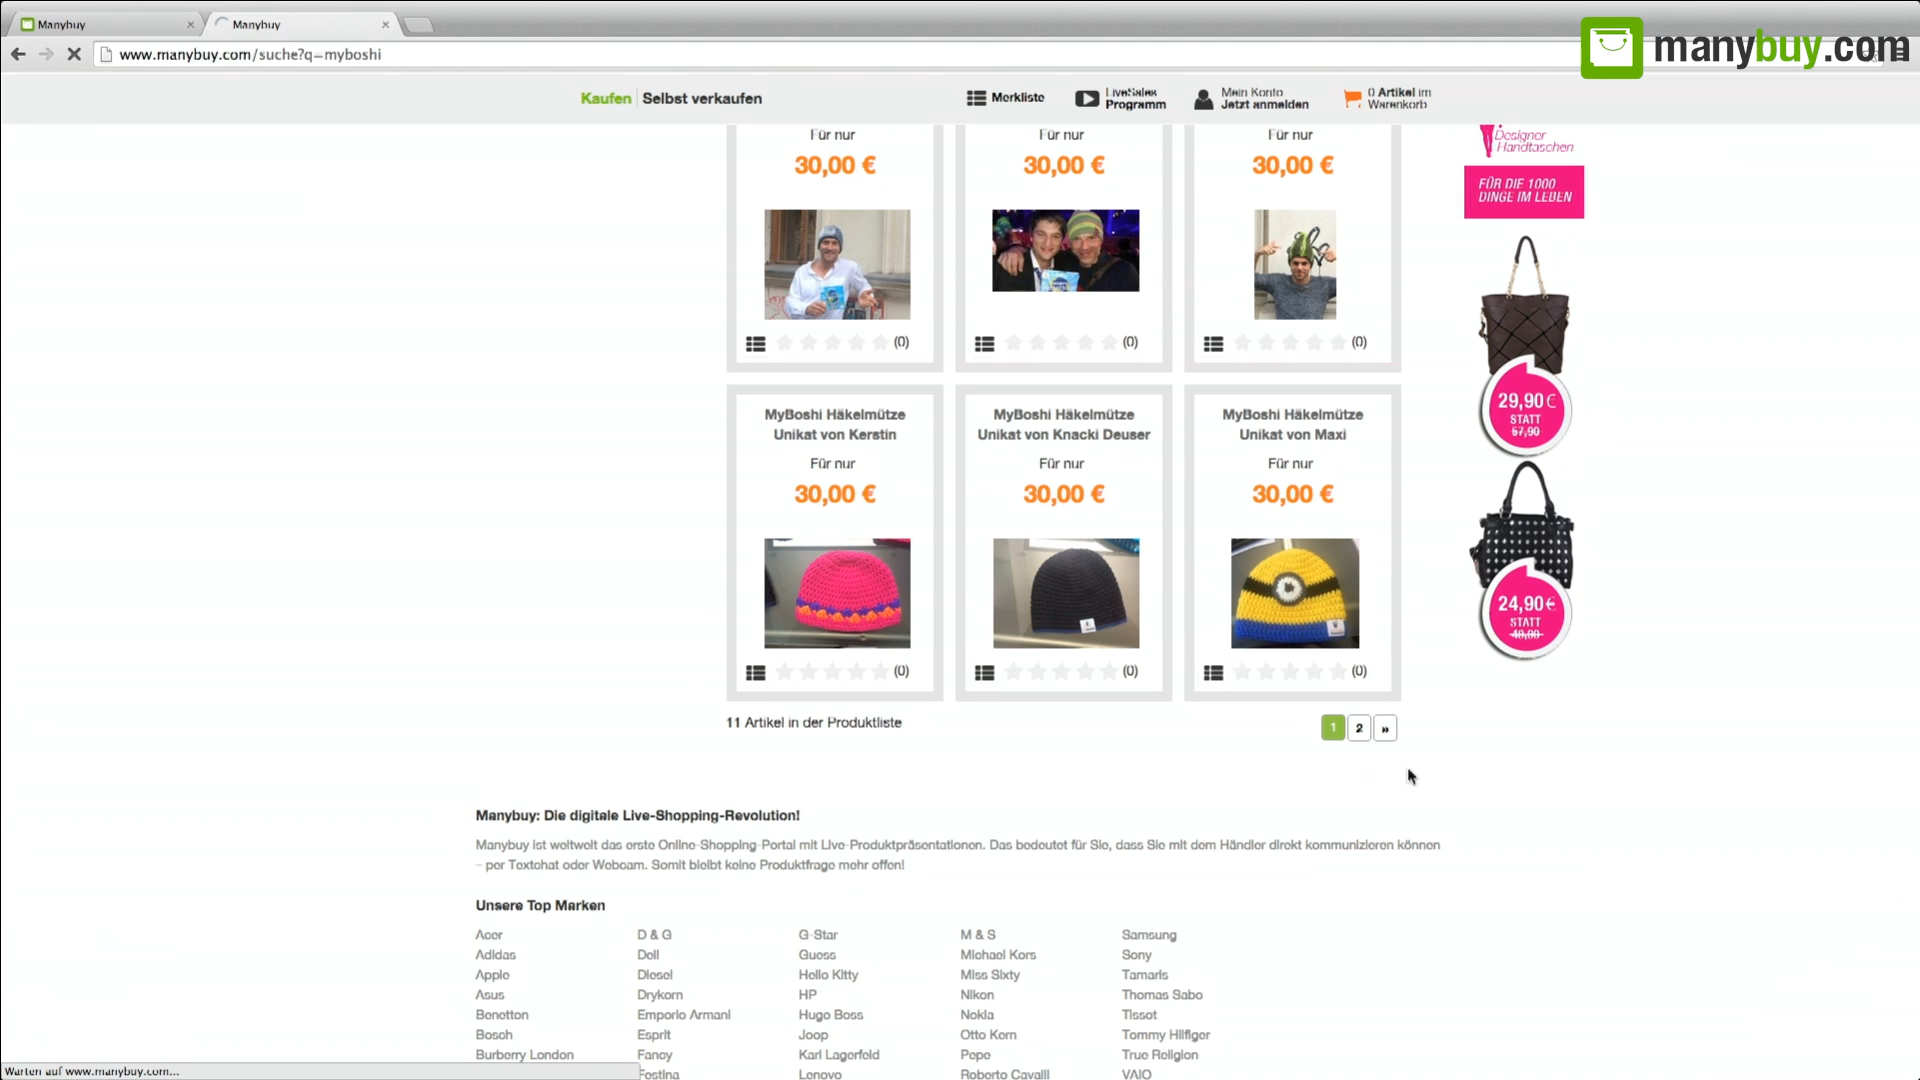 Manybuy
Manybuy
www.manybuy.com/suche?q=myboshi
manybuy.com
Kaufen
Selbst verkaufen
Merkliste
LiveSales
Programm
Mein Konto
Jetzt anmelden
0 Artikel im
Warenkorb
Für nur
Für nur
Für nur
30,00 €
30,00 €
30,00 €
(0)
(0)
(0)
Designer
Handtaschen
FÜR DIE 1000
DINGE IM LEBEN
29,90€
STATT
57,90
24,90€
STATT
MyBoshi Häkelmütze
Unikat von Kerstin
Für nur
30,00 €
(0)
MyBoshi Häkelmütze
Unikat von Knacki Deuser
Für nur
30,00 €
(0)
MyBoshi Häkelmütze
Unikat von Maxi
Für nur
30,00 €
(0)
11 Artikel in der Produktliste
1 2 »
Manybuy: Die digitale Live-Shopping-Revolution!
Manybuy ist weltweit das erste Online-Shopping-Portal mit Live-Produktpräsentationen. Das bedeutet für Sie, dass Sie mit dem Händler direkt kommunizieren können
– per Textchat oder Webcam. Somit bleibt keine Produktfrage mehr offen!
Unsere Top Marken
Acer
Adidas
Apple
Asus
Benetton
Bosch
Burberry London
D & G
Dell
Diesel
Drykorn
Emporio Armani
Esprit
Fancy
Festina
G-Star
Guess
Hello Kitty
HP
Hugo Boss
Joop
Karl Lagerfeld
Lenovo
M & S
Michael Kors
Miss Sixty
Nikon
Nokia
Otto Kern
Pepe
Roberto Cavalli
Samsung
Sony
Tamaris
Thomas Sabo
Tissot
Tommy Hilfiger
True Religion
VAIO
Warten auf www.manybuy.com...